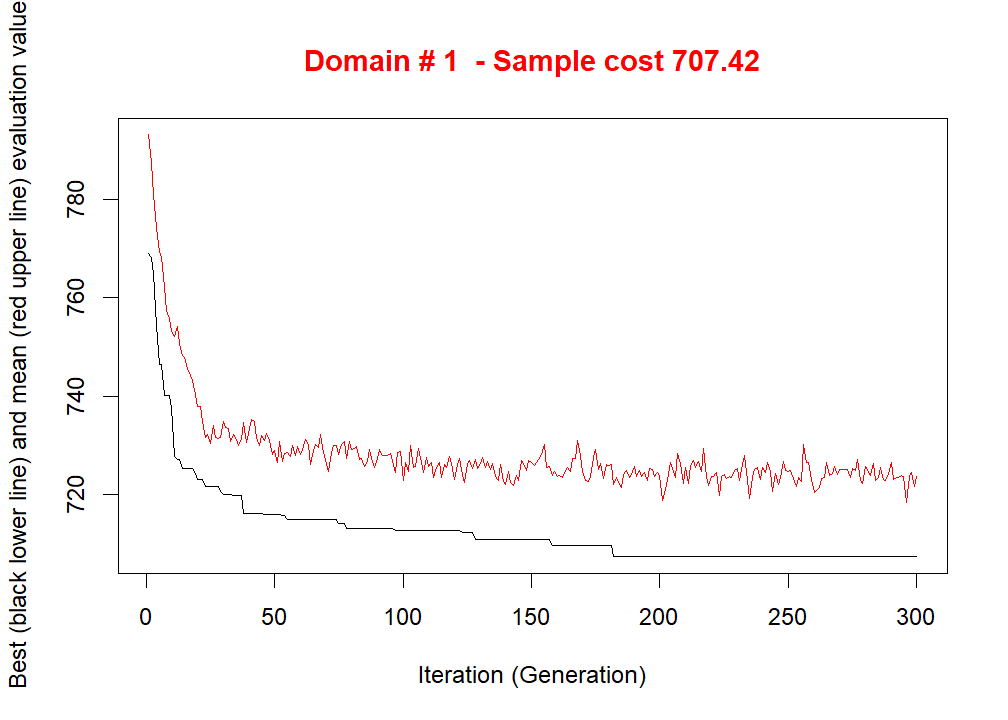 Domain # 1  - Sample cost 707.42
Best (black lower line) and mean (red upper line) evaluation value
780
760
740
720
0 50 100 150 200 250 300
Iteration (Generation)